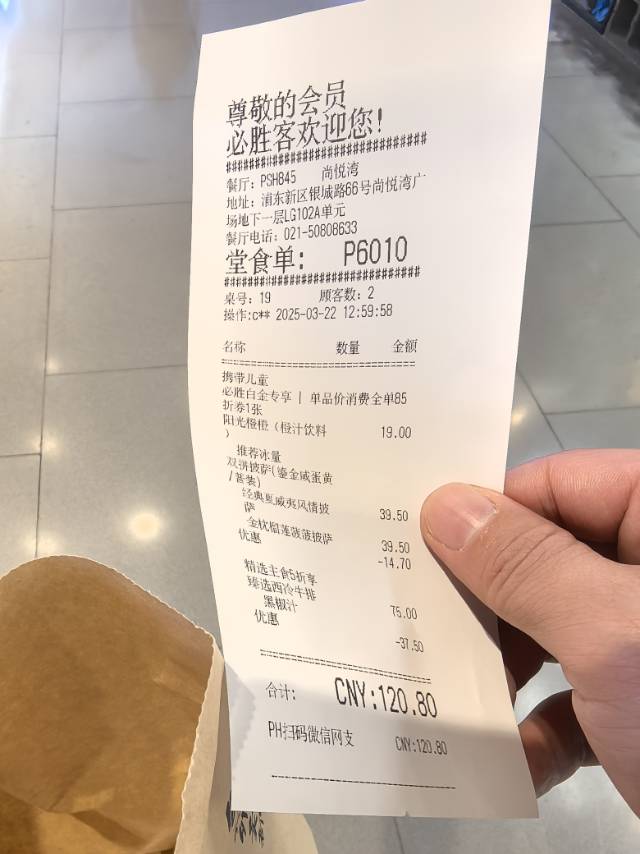 尊敬的会员
必胜客欢迎您!
####################################
餐厅: PSH845 尚悦湾
地址: 浦东新区银城路66号尚悦湾广
场地下一层LG102A单元
餐厅电话: 021-50808633
堂食单: P6010
####################################
桌号: 19 顾客数: 2
操作:c** 2025-03-22 12:59:58
名称 数量 金额
====================================
携带儿童
必胜白金专享 | 单品价消费全单85
折券1张
阳光橙橙（橙汁饮料 19.00
）
推荐冰量
双拼披萨(鎏金咸蛋黄
/普装)
经典夏威夷风情披 39.50
萨
金枕榴莲菠菠披萨 39.50
优惠 -14.70
精选主食5折享
臻选西冷牛排 75.00
黑椒汁
优惠 -37.50
合计: CNY:120.80
PH扫码微信网支 CNY:120.80